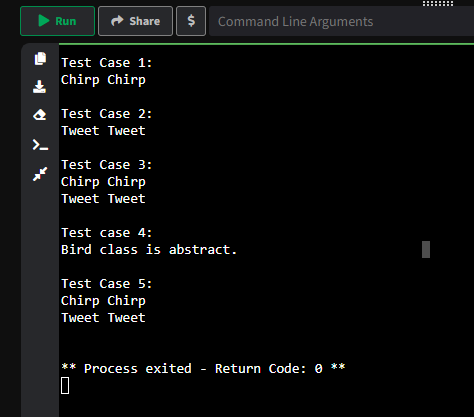 Run
Share
$
Command Line Arguments
Test Case 1:
Chirp Chirp
Test Case 2:
Tweet Tweet
Test Case 3:
Chirp Chirp
Tweet Tweet
Test case 4:
Bird class is abstract.
Test Case 5:
Chirp Chirp
Tweet Tweet
** Process exited - Return Code: 0 **